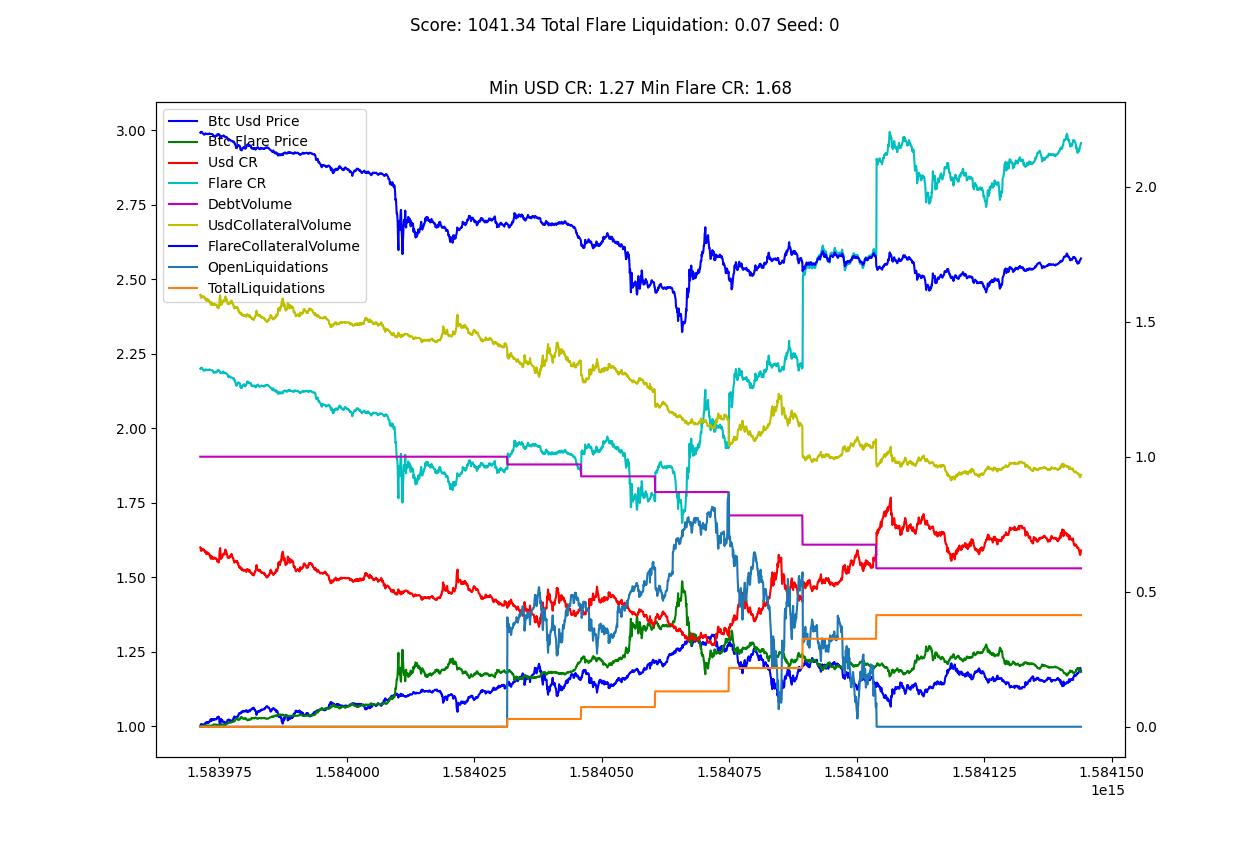 Score: 1041.34 Total Flare Liquidation: 0.07 Seed: 0
Min USD CR: 1.27 Min Flare CR: 1.68
Btc Usd Price
Btc Flare Price
Usd CR
Flare CR
DebtVolume
UsdCollateralVolume
FlareCollateralVolume
OpenLiquidations
TotalLiquidations
3.00
2.75
2.50
2.25
2.00
1.75
1.50
1.25
1.00
2.0
1.5
1.0
0.5
0.0
1.583975 1.584000 1.584025 1.584050 1.584075 1.584100 1.584125 1.584150
1e15